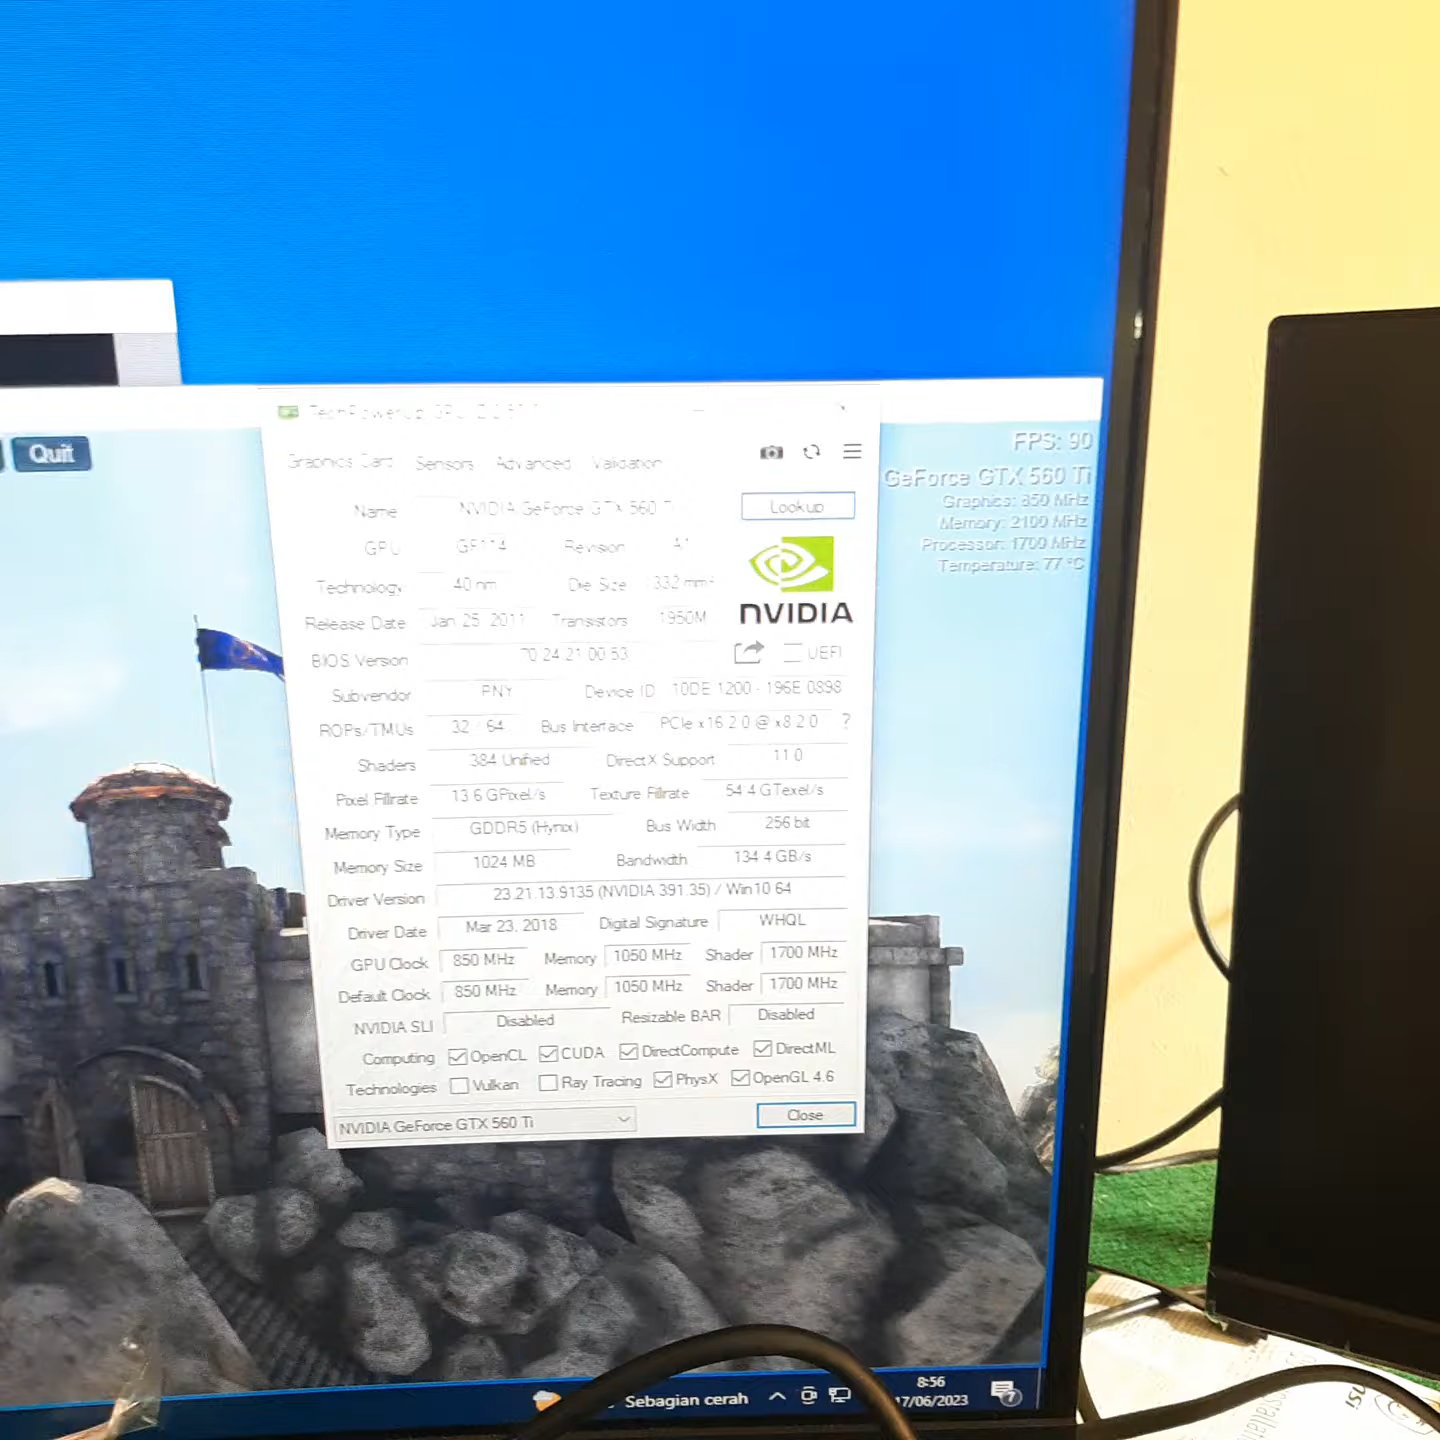 Quit
FPS: 90
GeForce GTX 560 Ti
Graphics: 850 MHz
Memory: 2100 MHz
Processor: 1700 MHz
Temperature: 77 °C
TechPowerUp GPU-Z
Graphics Card Sensors Advanced Validation
Name NVIDIA GeForce GTX 560 Ti Lookup
GPU GF114 Revision A1
Technology 40 nm Die Size 332 mm²
Release Date Jan 25, 2011 Transistors 1950M
NVIDIA
BIOS Version 70.24.21.00.53 UEFI
Subvendor PNY Device ID 10DE 1200 - 196E 0898
ROPs/TMUs 32 / 64 Bus Interface PCIe x16 2.0 @ x8 2.0 ?
Shaders 384 Unified DirectX Support 11.0
Pixel Fillrate 13.6 GPixel/s Texture Fillrate 54.4 GTexel/s
Memory Type GDDR5 (Hynix) Bus Width 256 bit
Memory Size 1024 MB Bandwidth 134.4 GB/s
Driver Version 23.21.13.9135 (NVIDIA 391.35) / Win10 64
Driver Date Mar 23, 2018 Digital Signature WHQL
GPU Clock 850 MHz Memory 1050 MHz Shader 1700 MHz
Default Clock 850 MHz Memory 1050 MHz Shader 1700 MHz
NVIDIA SLI Disabled Resizable BAR Disabled
Computing OpenCL CUDA DirectCompute DirectML
Technologies Vulkan Ray Tracing PhysX OpenGL 4.6
NVIDIA GeForce GTX 560 Ti Close
Sebagian cerah
8:56
17/06/2023
7